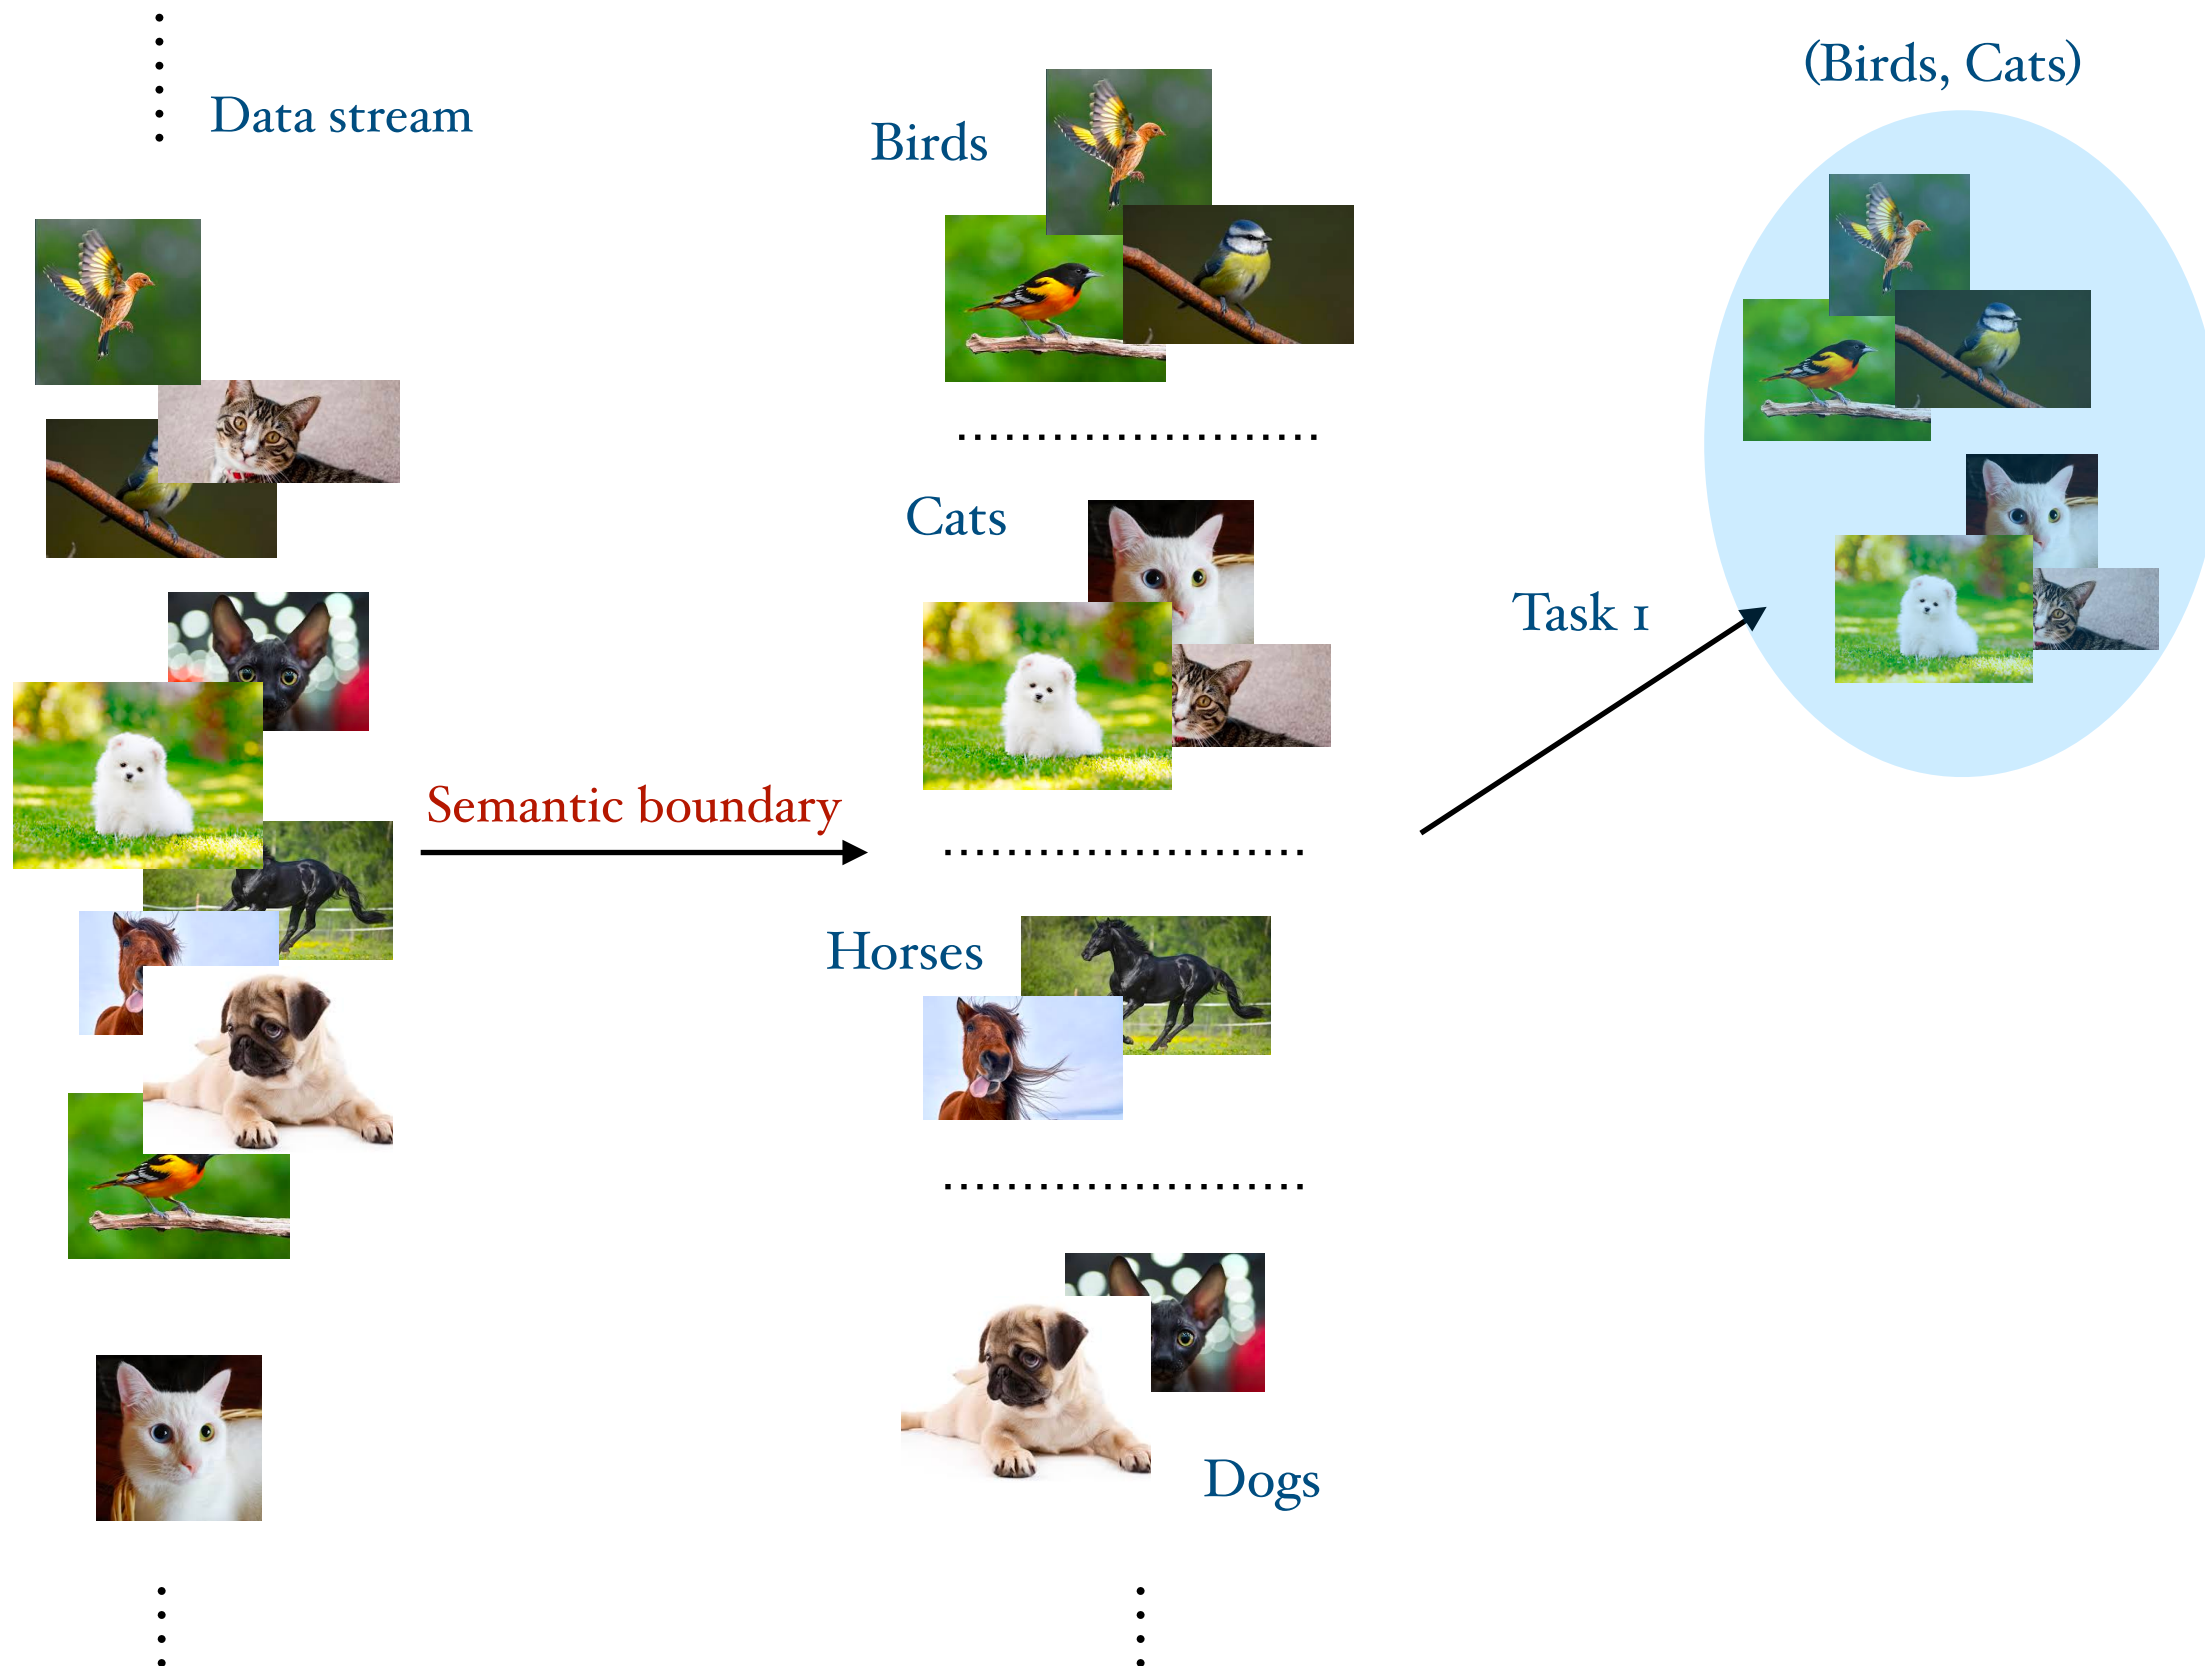 Data stream
Semantic boundary
Birds
Cats
Horses
Dogs
Task 1
(Birds, Cats)